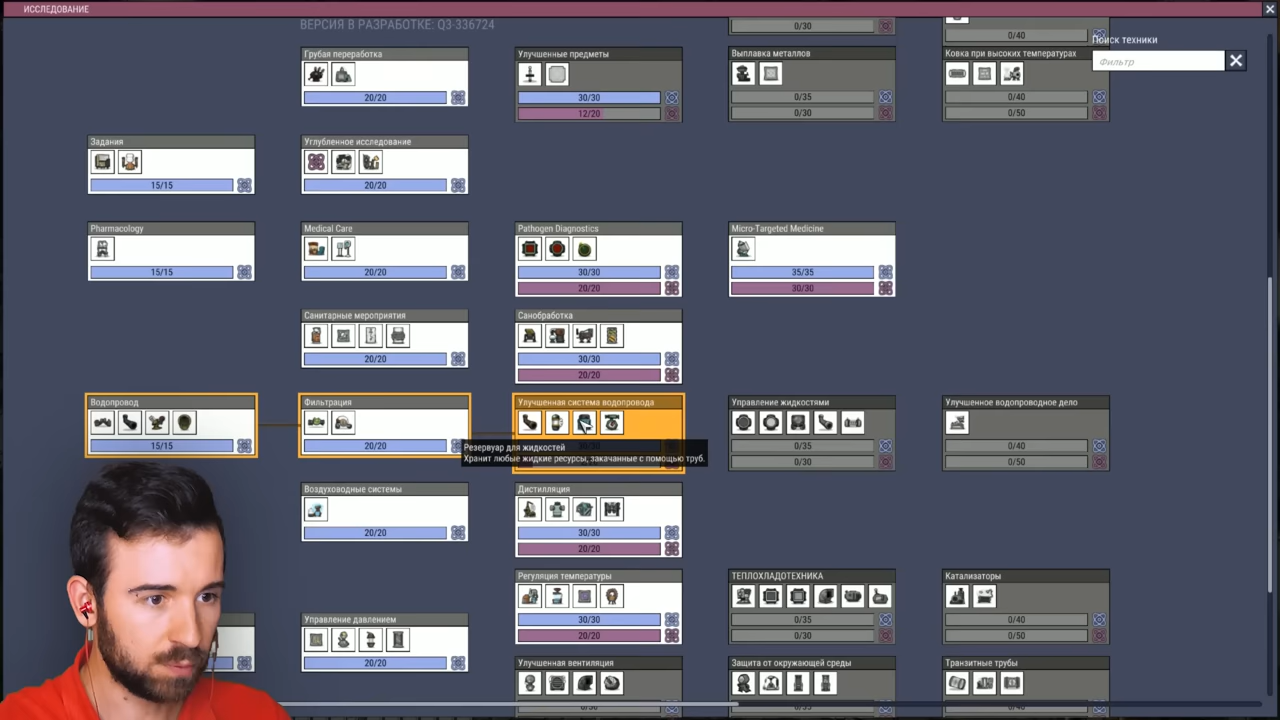 ИССЛЕДОВАНИЕ
ВЕРСИЯ В РАЗРАБОТКЕ: Q3-336724
0/30
0/40
Поиск техники
Фильтр
Грубая переработка
20/20
Улучшенные предметы
30/30
12/20
Выплавка металлов
0/35
0/30
Ковка при высоких температурах
0/40
0/50
Задания
15/15
Углубленное исследование
20/20
Pharmacology
15/15
Medical Care
20/20
Pathogen Diagnostics
30/30
20/20
Micro-Targeted Medicine
35/35
30/30
Санитарные мероприятия
20/20
Санобработка
30/30
20/20
Водопровод
15/15
Фильтрация
20/20
Улучшенная система водопровода
Управление жидкостями
0/35
0/30
Улучшенное водопроводное дело
0/40
0/50
Резервуар для жидкостей
Хранит любые жидкие ресурсы, закачанные с помощью труб.
Воздуховодные системы
20/20
Дистилляция
30/30
20/20
Регуляция температуры
30/30
20/20
ТЕПЛОХЛАДОТЕХНИКА
0/35
0/30
Катализаторы
0/40
0/50
Управление давлением
20/20
Улучшенная вентиляция
Защита от окружающей среды
Транзитные трубы